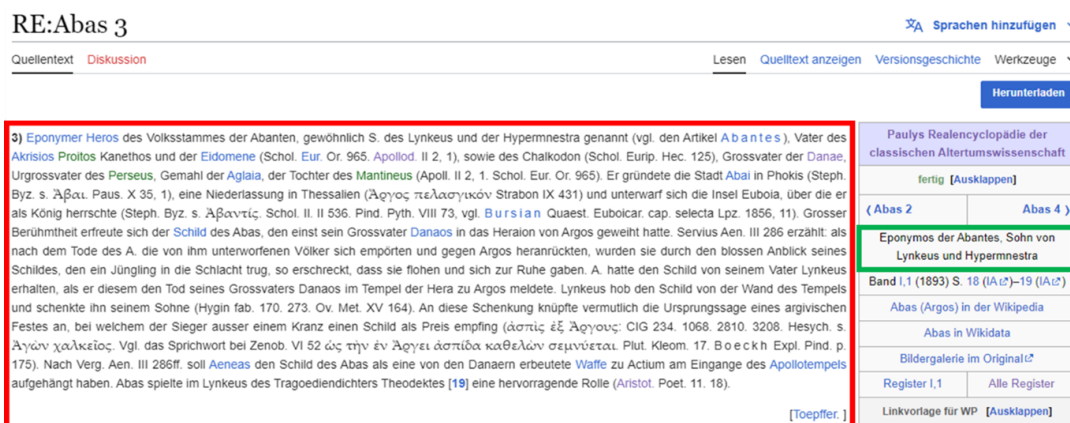 RE:Abas 3
Sprachen hinzufügen
Quellentext Diskussion
Lesen Quelltext anzeigen Versionsgeschichte Werkzeuge
Herunterladen
3) Eponymer Heros des Volksstammes der Abanten, gewöhnlich S. des Lynkeus und der Hypermnestra genannt (vgl. den Artikel Abantes), Vater des
Akrisios Proitos Kanethos und der Eidomene (Schol. Eur. Or. 965. Apollod. II 2, 1), sowie des Chalkodon (Schol. Eurip. Hec. 125), Grossvater der Danae,
Urgrossvater des Perseus, Gemahl der Aglaia, der Tochter des Mantineus (Apoll. II 2, 1. Schol. Eur. Or. 965). Er gründete die Stadt Abai in Phokis (Steph.
Byz. s. Ἄβαι. Paus. X 35, 1), eine Niederlassung in Thessalien (Ἄργος πελασγικόν Strabon IX 431) und unterwarf sich die Insel Euboia, über die er
als König herrschte (Steph. Byz. s. Ἀβαντίς. Schol. Il. II 536. Pind. Pyth. VIII 73, vgl. Bursian Quaest. Euboicar. cap. selecta Lpz. 1856, 11). Grosser
Berühmtheit erfreute sich der Schild des Abas, den einst sein Grossvater Danaos in das Heraion von Argos geweiht hatte. Servius Aen. III 286 erzählt: als
nach dem Tode des A. die von ihm unterworfenen Völker sich empörten und gegen Argos heranrückten, wurden sie durch den blossen Anblick seines
Schildes, den ein Jüngling in die Schlacht trug, so erschreckt, dass sie flohen und sich zur Ruhe gaben. A. hatte den Schild von seinem Vater Lynkeus
erhalten, als er diesem den Tod seines Grossvaters Danaos im Tempel der Hera zu Argos meldete. Lynkeus hob den Schild von der Wand des Tempels
und schenkte ihn seinem Sohne (Hygin fab. 170. 273. Ov. Met. XV 164). An diese Schenkung knüpfte vermutlich die Ursprungssage eines argivischen
Festes an, bei welchem der Sieger ausser einem Kranz einen Schild als Preis empfing (ἀσπὶς ἐξ Ἄργους: CIG 234. 1068. 2810. 3208. Hesych. s.
Ἀγὼν χαλκεῖος. Vgl. das Sprichwort bei Zenob. VI 52 ὡς τὴν ἐν Ἄργει ἀσπίδα καθελὼν σεμνύεται. Plut. Kleom. 17. Boeckh Expl. Pind. p.
175). Nach Verg. Aen. III 286ff. soll Aeneas den Schild des Abas als eine von den Danaern erbeutete Waffe zu Actium am Eingange des Apollotempels
aufgehängt haben. Abas spielte im Lynkeus des Tragoediendichters Theodektes [19] eine hervorragende Rolle (Aristot. Poet. 11. 18).
[Toepffer. ]
Paulys Realencyclopädie der
classischen Altertumswissenschaft
fertig [Ausklappen]
⟨ Abas 2 Abas 4 ⟩
Eponymos der Abantes, Sohn von
Lynkeus und Hypermnestra
Band I,1 (1893) S. 18 (IA)–19 (IA)
Abas (Argos) in der Wikipedia
Abas in Wikidata
Bildergalerie im Original
Register I,1 Alle Register
Linkvorlage für WP [Ausklappen]